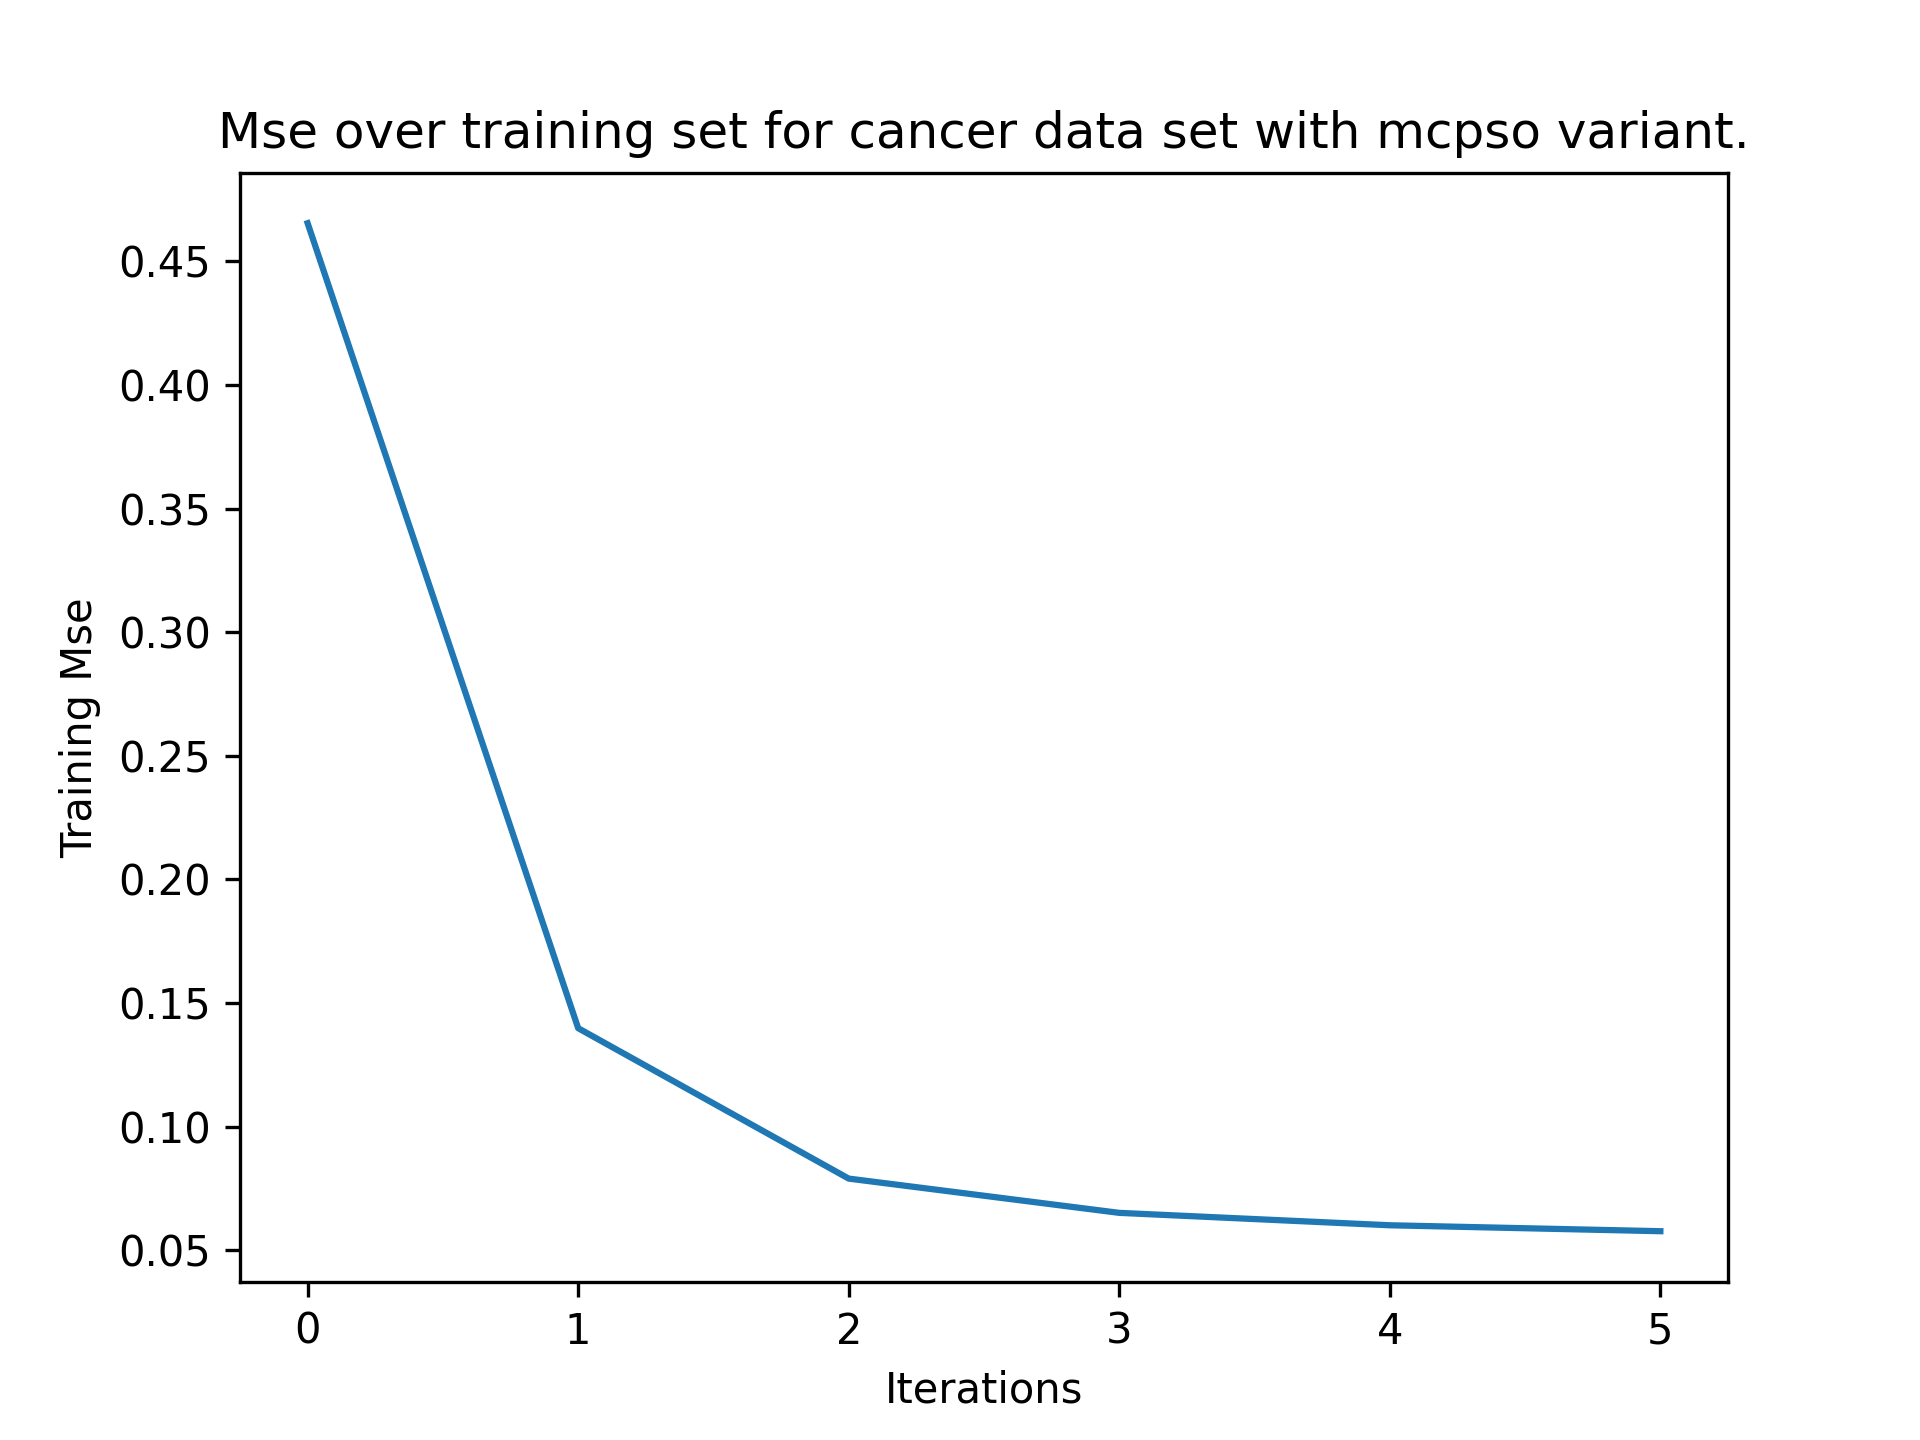 Mse over training set for cancer data set with mcpso variant.
Training Mse
0.45
0.40
0.35
0.30
0.25
0.20
0.15
0.10
0.05
0 1 2 3 4 5
Iterations